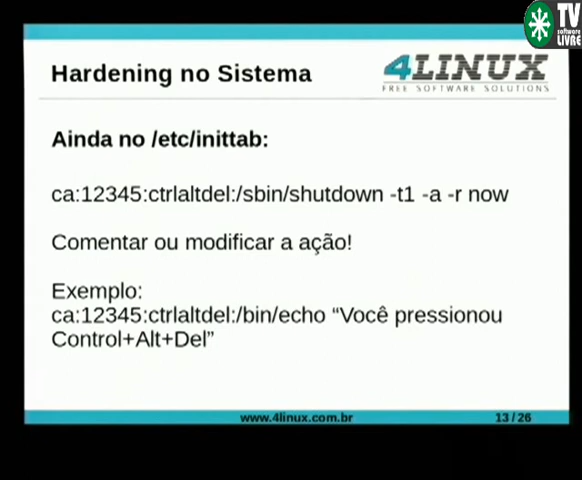 TV
software
LIVRE
Hardening no Sistema
4LINUX
FREE SOFTWARE SOLUTIONS
Ainda no /etc/inittab:
ca:12345:ctrlaltdel:/sbin/shutdown -t1 -a -r now
Comentar ou modificar a ação!
Exemplo:
ca:12345:ctrlaltdel:/bin/echo “Você pressionou
Control+Alt+Del”
www.4linux.com.br
13 / 26